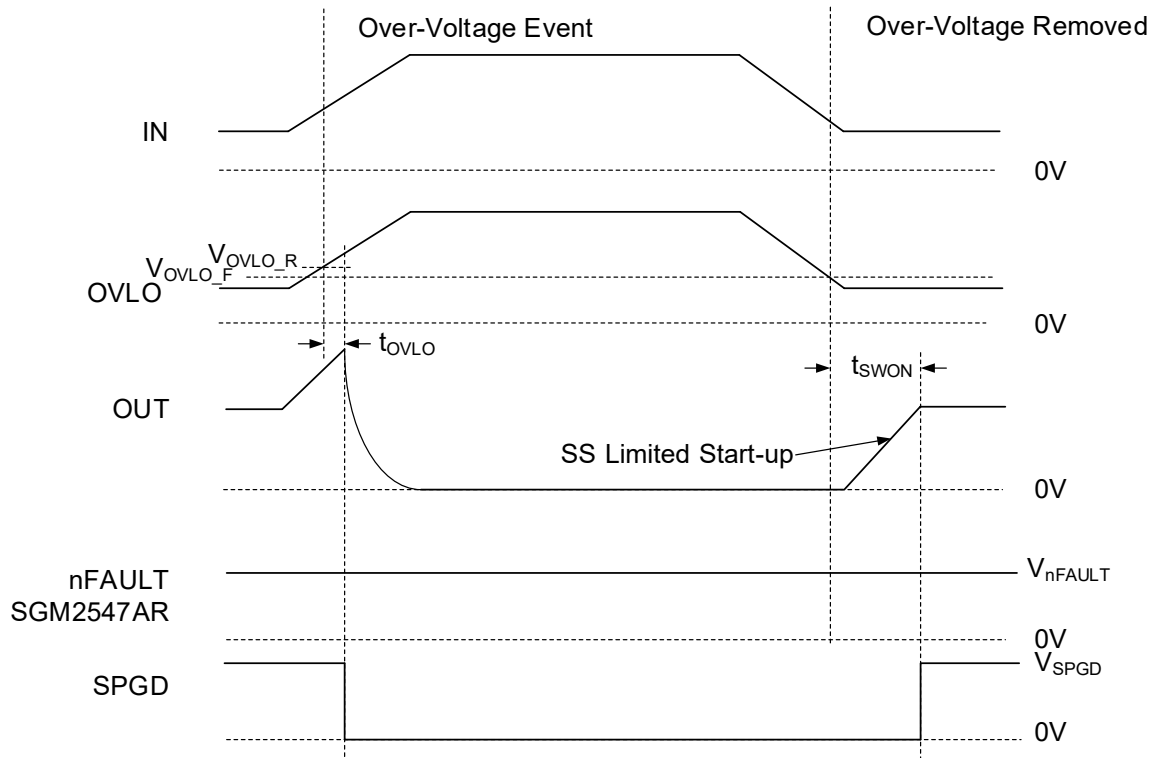 Over-Voltage Event
Over-Voltage Removed
IN
0V
VOVLO_R
VOVLO_F
OVLO
0V
tOVLO
tSWON
OUT
SS Limited Start-up
0V
nFAULT
SGM2547AR
VnFAULT
0V
SPGD
VSPGD
0V